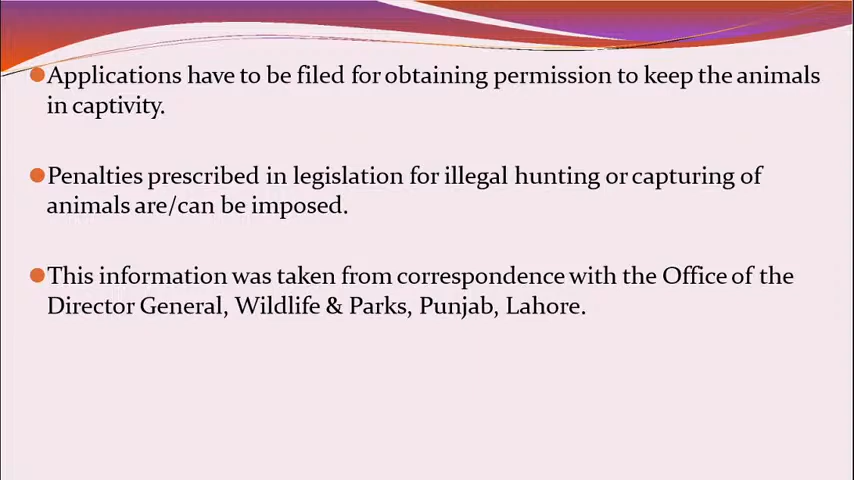 Applications have to be filed for obtaining permission to keep the animals
in captivity.
Penalties prescribed in legislation for illegal hunting or capturing of
animals are/can be imposed.
This information was taken from correspondence with the Office of the
Director General, Wildlife & Parks, Punjab, Lahore.